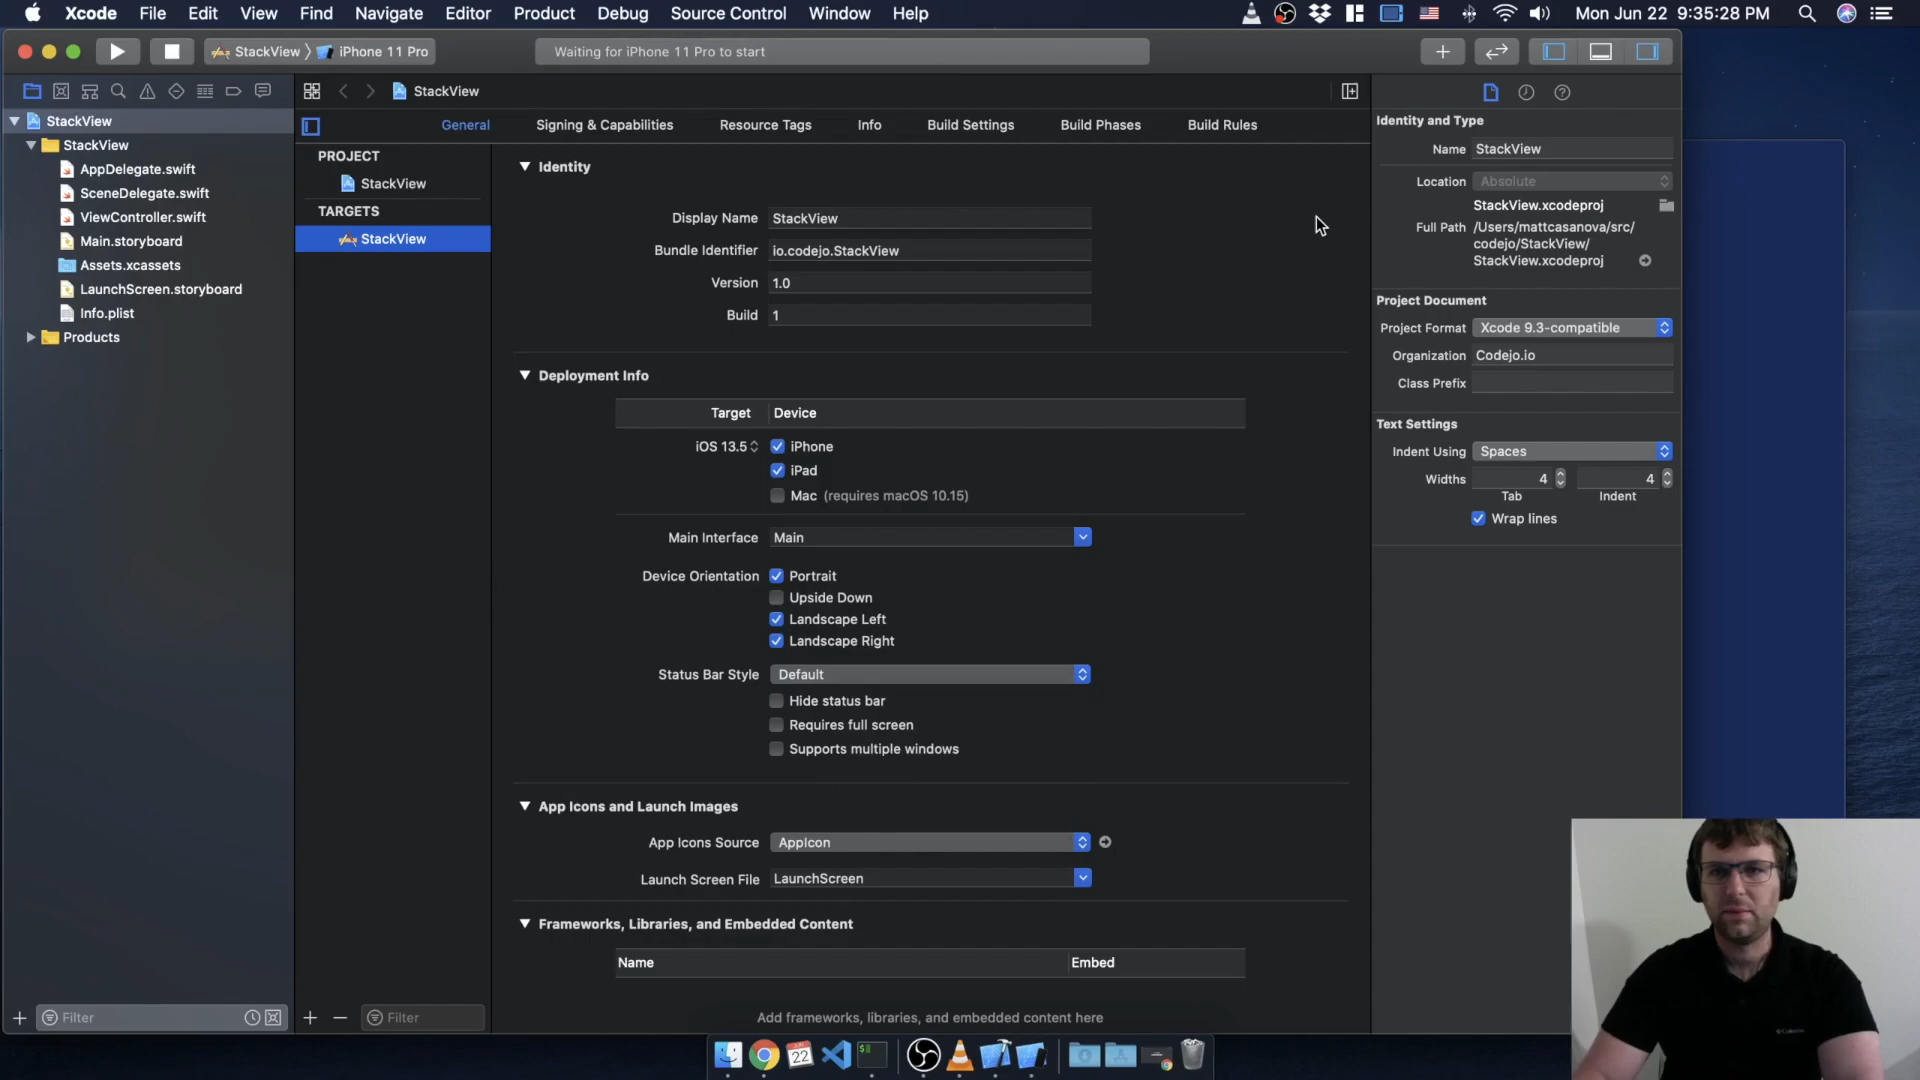 Xcode File Edit View Find Navigate Editor Product Debug Source Control Window Help Mon Jun 22 9:35:28 PM
StackView iPhone 11 Pro Waiting for iPhone 11 Pro to start
StackView
StackView
StackView
AppDelegate.swift
SceneDelegate.swift
ViewController.swift
Main.storyboard
Assets.xcassets
LaunchScreen.storyboard
Info.plist
Products
Filter
General Signing & Capabilities Resource Tags Info Build Settings Build Phases Build Rules
PROJECT
StackView
TARGETS
StackView
Filter
Identity
Display Name StackView
Bundle Identifier io.codejo.StackView
Version 1.0
Build 1
Deployment Info
Target Device
iOS 13.5 iPhone
iPad
Mac (requires macOS 10.15)
Main Interface Main
Device Orientation Portrait
Upside Down
Landscape Left
Landscape Right
Status Bar Style Default
Hide status bar
Requires full screen
Supports multiple windows
App Icons and Launch Images
App Icons Source AppIcon
Launch Screen File LaunchScreen
Frameworks, Libraries, and Embedded Content
Name Embed
Add frameworks, libraries, and embedded content here
Identity and Type
Name StackView
Location Absolute
StackView.xcodeproj
Full Path /Users/mattcasanova/src/
codejo/StackView/
StackView.xcodeproj
Project Document
Project Format Xcode 9.3-compatible
Organization Codejo.io
Class Prefix
Text Settings
Indent Using Spaces
Widths 4 4
Tab Indent
Wrap lines
22